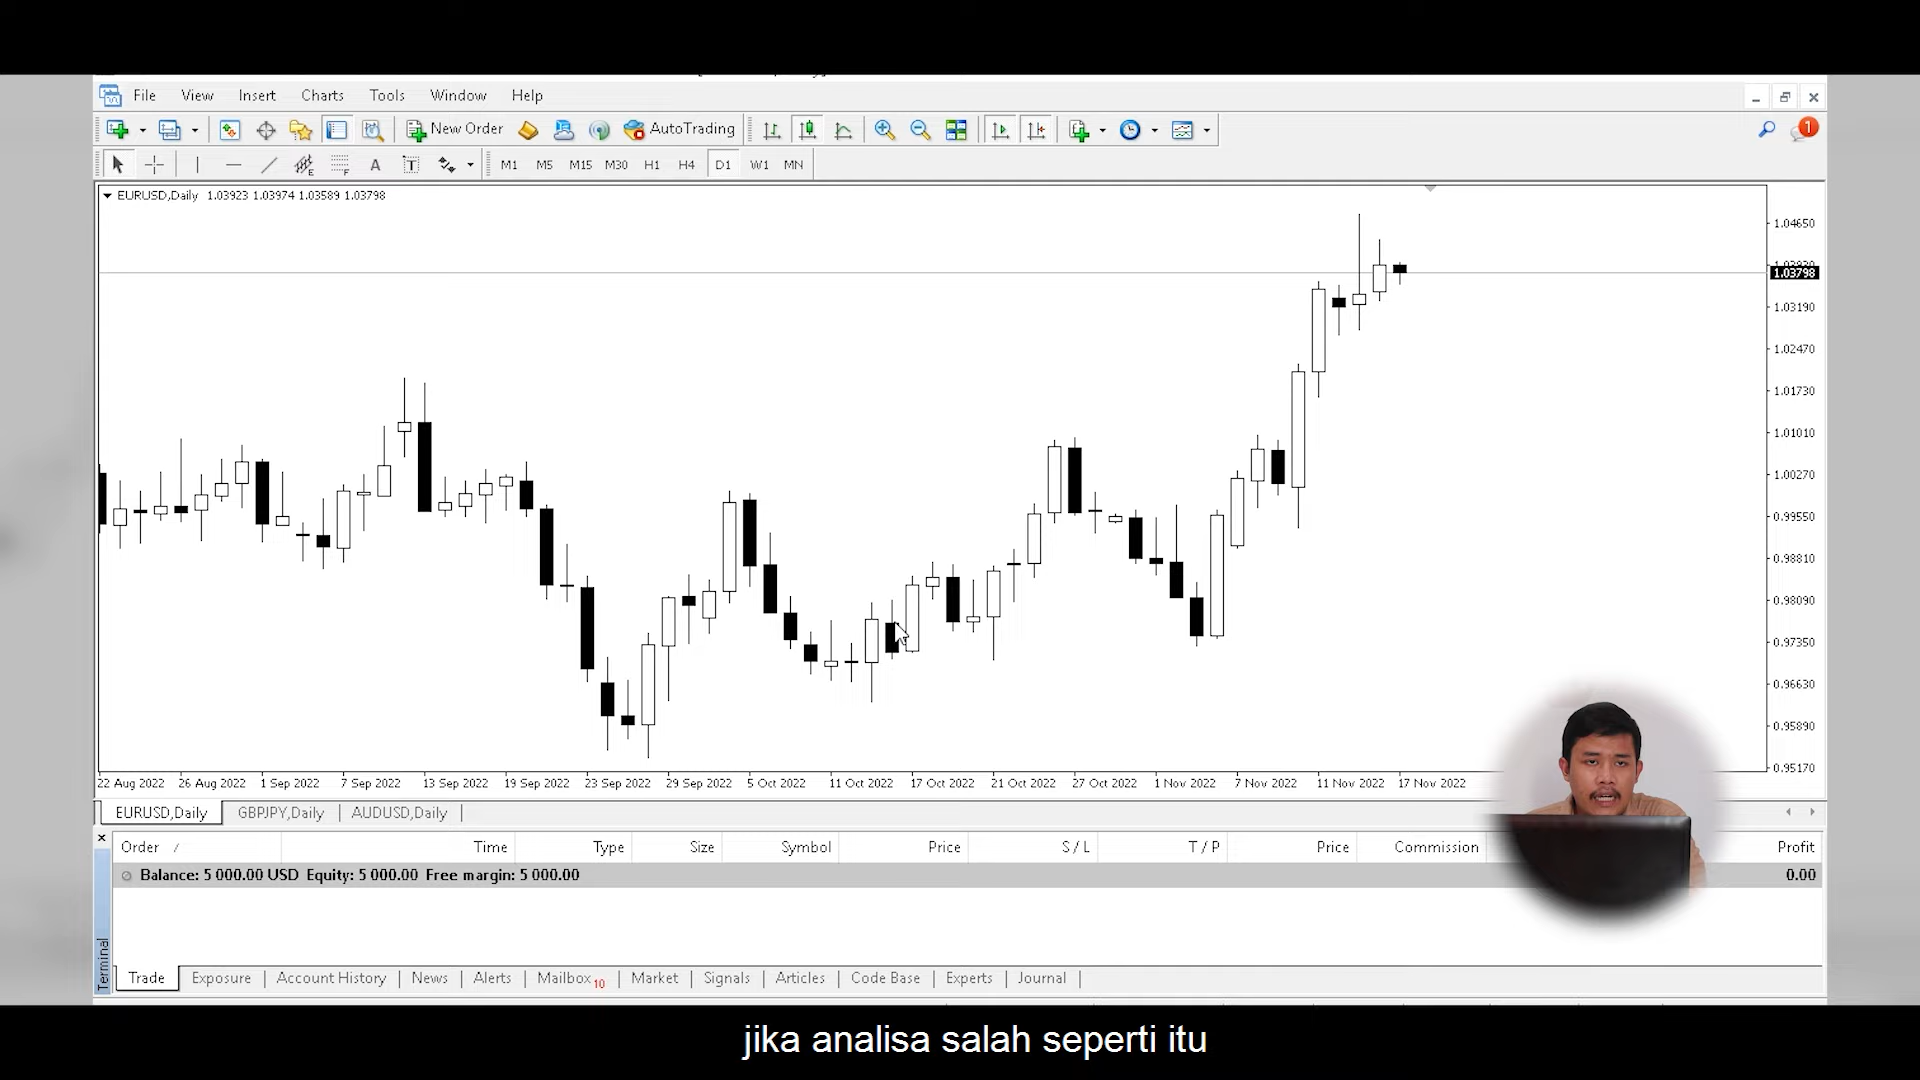 File View Insert Charts Tools Window Help
New Order AutoTrading 1
A T M1 M5 M15 M30 H1 H4 D1 W1 MN
EURUSD,Daily 1.03923 1.03974 1.03589 1.03798
1.04650
1.03798
1.03190
1.02470
1.01730
1.01010
1.00270
0.99550
0.98810
0.98090
0.97350
0.96630
0.95890
0.95170
22 Aug 2022 26 Aug 2022 1 Sep 2022 7 Sep 2022 13 Sep 2022 19 Sep 2022 23 Sep 2022 29 Sep 2022 5 Oct 2022 11 Oct 2022 17 Oct 2022 21 Oct 2022 27 Oct 2022 1 Nov 2022 7 Nov 2022 11 Nov 2022 17 Nov 2022
EURUSD,Daily GBPJPY,Daily AUDUSD,Daily
Order / Time Type Size Symbol Price S / L T / P Price Commission Profit
Balance: 5 000.00 USD Equity: 5 000.00 Free margin: 5 000.00 0.00
Terminal
Trade Exposure Account History News Alerts Mailbox 10 Market Signals Articles Code Base Experts Journal
jika analisa salah seperti itu